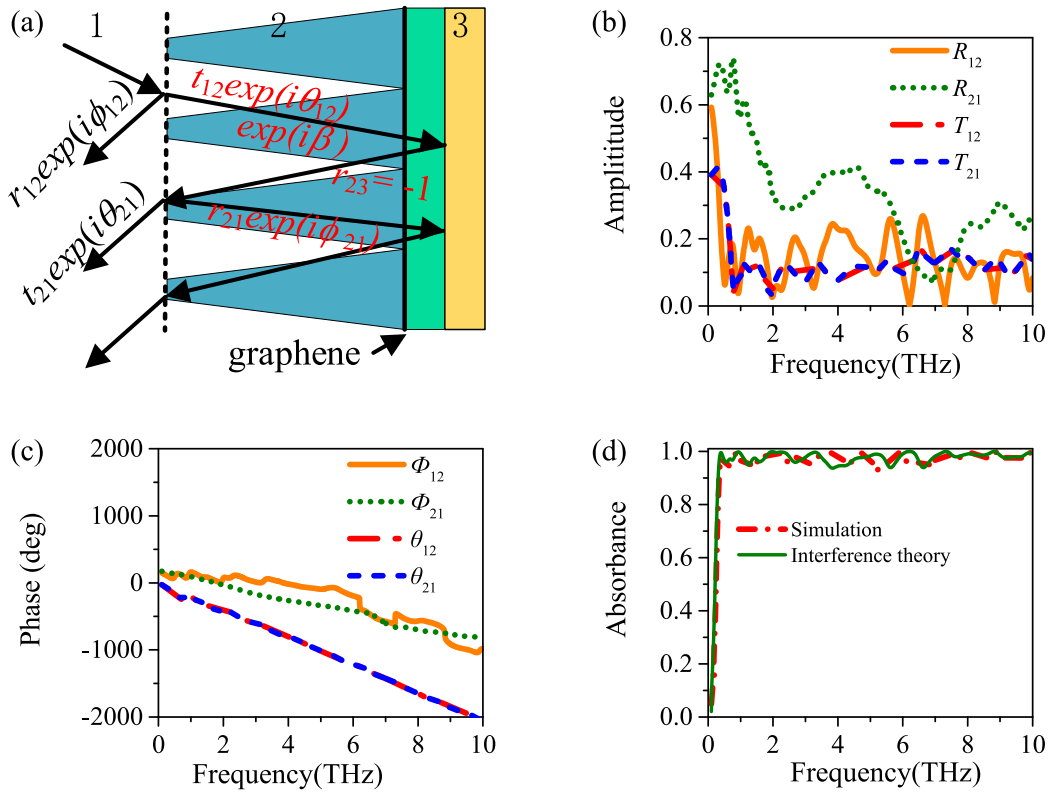 (a)
1
2
3
r12exp(iϕ12)
t12exp(iθ12)
exp(iβ)
r23= -1
r21exp(iϕ21)
t21exp(iθ21)
graphene
(b)
Amplititude
0.8
0.6
0.4
0.2
0.0
R12
R21
T12
T21
0 2 4 6 8 10
Frequency(THz)
(c)
Phase (deg)
2000
1000
0
-1000
-2000
Φ12
Φ21
θ12
θ21
0 2 4 6 8 10
Frequency(THz)
(d)
Absorbance
1.0
0.8
0.6
0.4
0.2
0.0
Simulation
Interference theory
0 2 4 6 8 10
Frequency(THz)